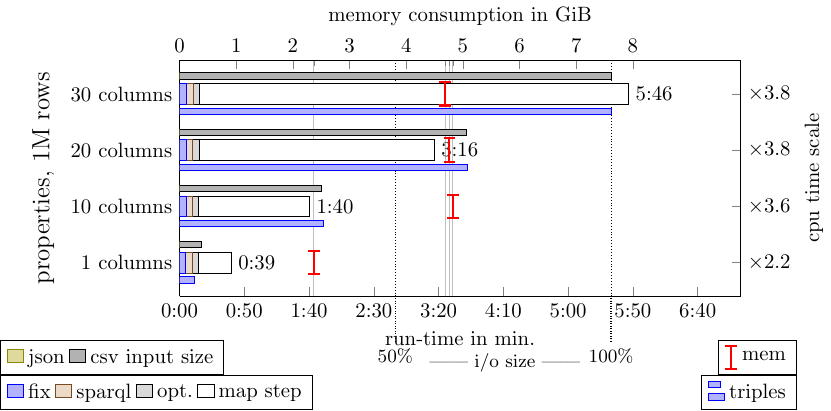 memory consumption in GiB
0 1 2 3 4 5 6 7 8
properties, 1M rows
30 columns 5:46 ×3.8
20 columns 3:16 ×3.8
10 columns 1:40 ×3.6
1 columns 0:39 ×2.2
cpu time scale
0:00 0:50 1:40 2:30 3:20 4:10 5:00 5:50 6:40
run-time in min.
50% i/o size 100%
json csv input size
mem
fix sparql opt. map step
triples